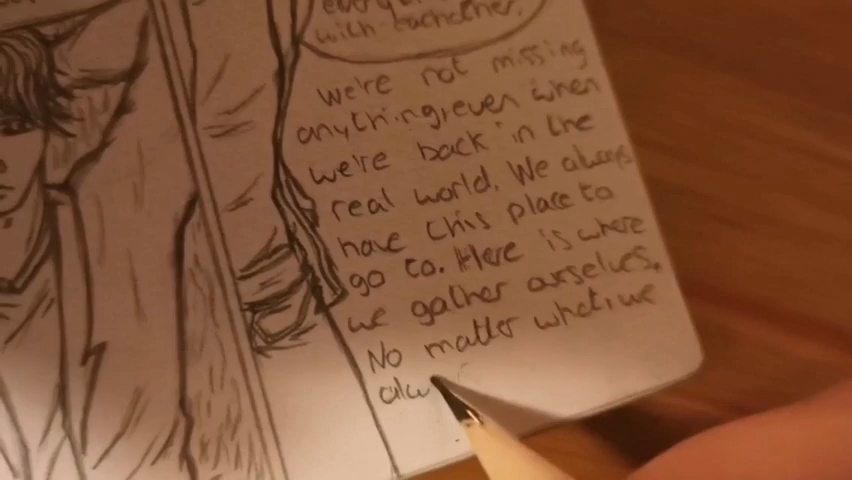 with eachother.
we're not missing
anything, even when
we're back in the
real world. We always
have this place to
go to. Here is where
we gather ourselves.
No matter what, we
alw